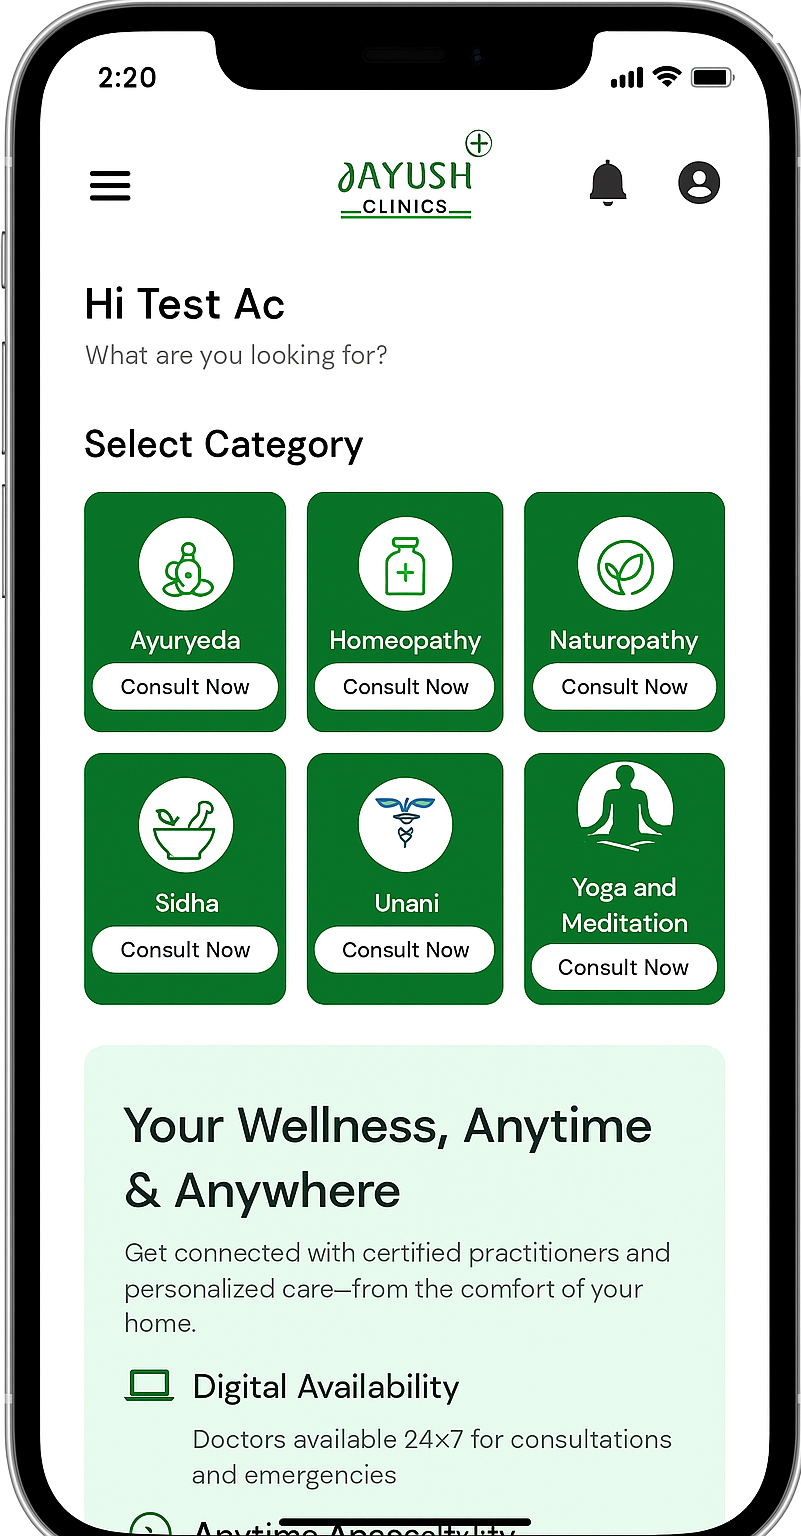 2:20
JAYUSH
CLINICS
Hi Test Ac
What are you looking for?
Select Category
Ayuryeda
Homeopathy
Naturopathy
Consult Now
Consult Now
Consult Now
Sidha
Unani
Yoga and
Meditation
Consult Now
Consult Now
Consult Now
Your Wellness, Anytime
& Anywhere
Get connected with certified practitioners and
personalized care—from the comfort of your
home.
Digital Availability
Doctors available 24×7 for consultations
and emergencies
Anytime